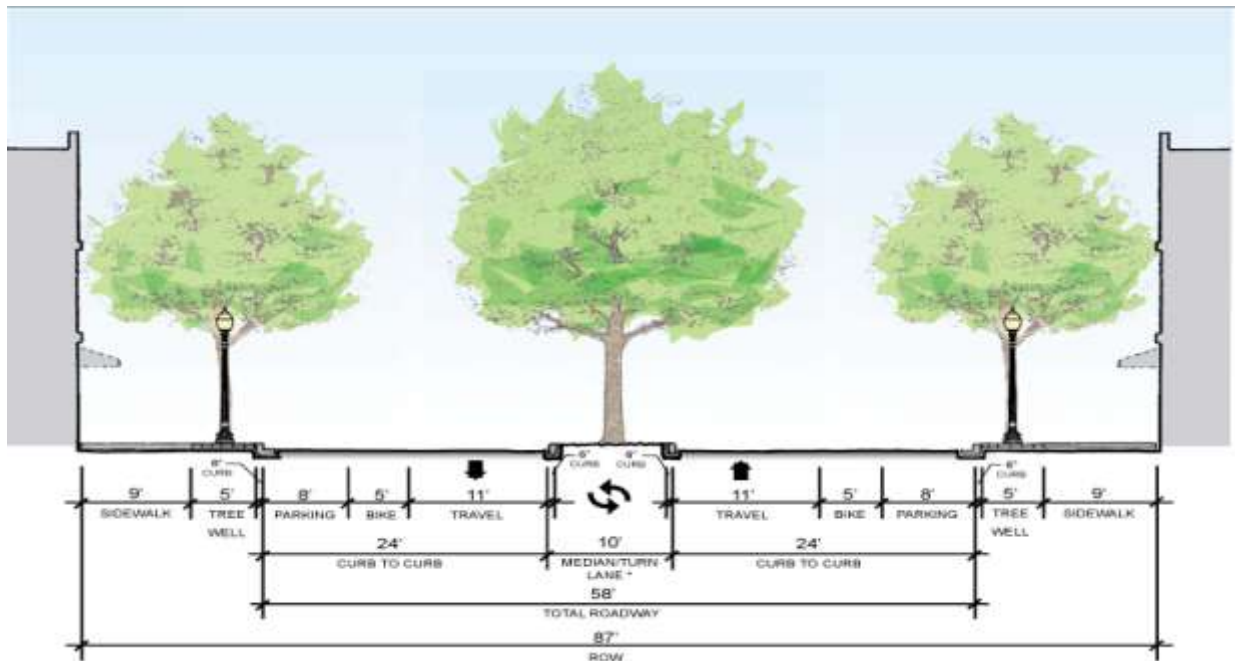 6" CURB
6" CURB
6" CURB
6" CURB
9' 5' 8' 5' 11' 11' 5' 8' 5' 9'
SIDEWALK TREE WELL PARKING BIKE TRAVEL TRAVEL BIKE PARKING TREE WELL SIDEWALK
24' 10' 24'
CURB TO CURB MEDIAN/TURN LANE * CURB TO CURB
58'
TOTAL ROADWAY
87'
ROW